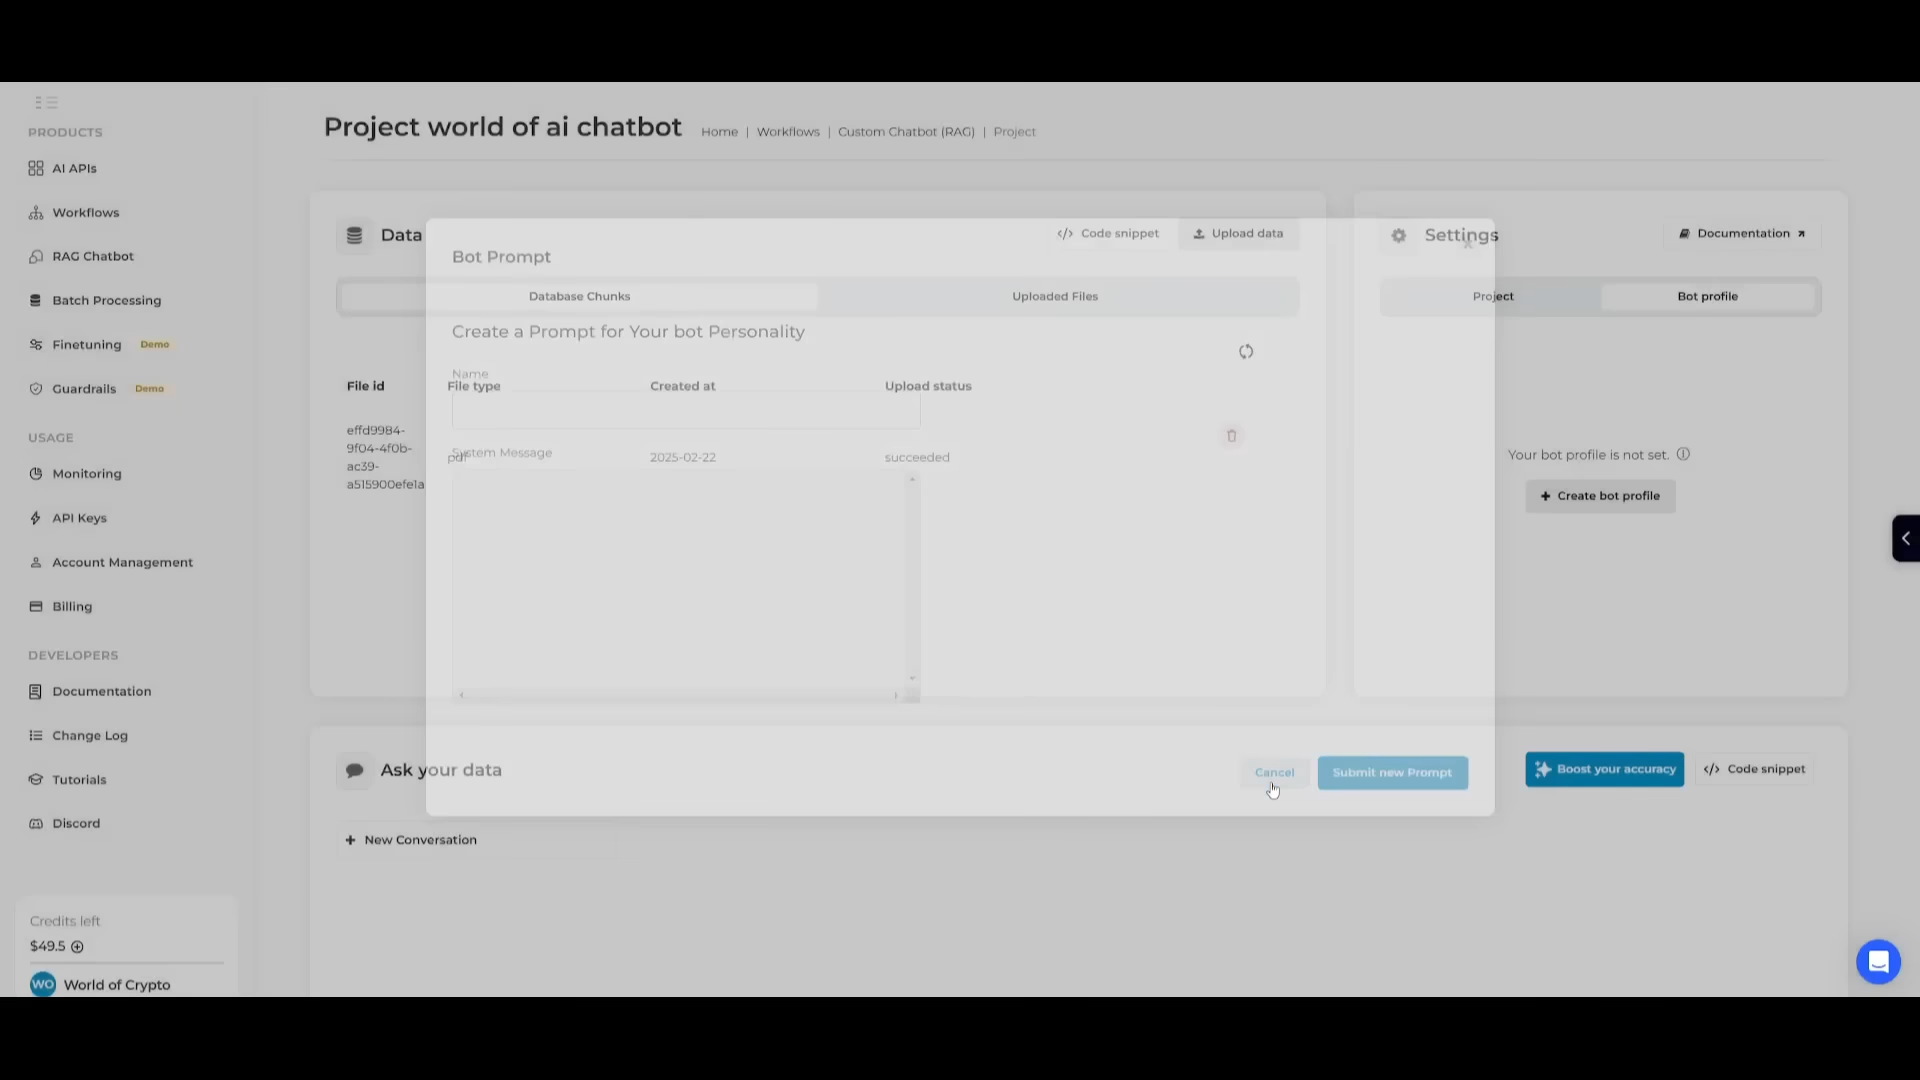 PRODUCTS
AI APIs
Workflows
RAG Chatbot
Batch Processing
Finetuning Demo
Guardrails Demo
USAGE
Monitoring
API Keys
Account Management
Billing
DEVELOPERS
Documentation
Change Log
Tutorials
Discord
Credits left
$49.5
WO World of Crypto
Project world of ai chatbot
Home | Workflows | Custom Chatbot (RAG) | Project
Data
</> Code snippet
Upload data
Database Chunks
Uploaded Files
File id
File type
Created at
Upload status
effd9984-
9f04-4f0b-
ac39-
a515900efe1a
pdf
2025-02-22
succeeded
Bot Prompt
Create a Prompt for Your bot Personality
Name
System Message
Cancel
Submit new Prompt
Settings
Documentation
Project
Bot profile
Your bot profile is not set.
+ Create bot profile
Ask your data
Boost your accuracy
</> Code snippet
+ New Conversation